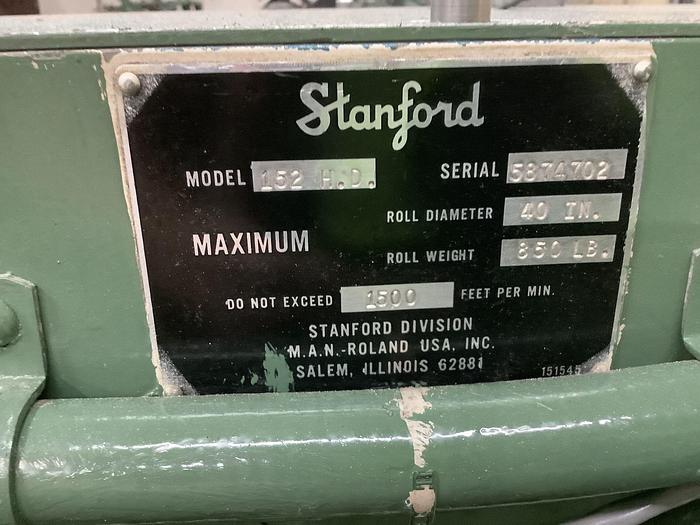 Stanford
MODEL 152 H.D. SERIAL 5874702
ROLL DIAMETER 40 IN.
MAXIMUM
ROLL WEIGHT 850 LB.
DO NOT EXCEED 1500 FEET PER MIN.
STANFORD DIVISION
M.A.N.-ROLAND USA, INC.
SALEM, ILLINOIS 62881
151545